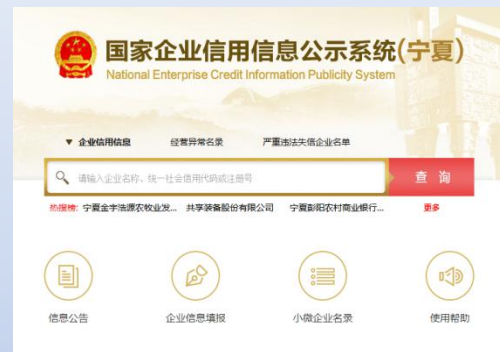 国家企业信用信息公示系统(宁夏)
National Enterprise Credit Information Publicity System
企业信用信息 经营异常名录 严重违法失信企业名单
请输入企业名称、统一社会信用代码或注册号 查 询
热搜榜: 宁夏金宇浩源农牧业发... 共享装备股份有限公司 宁夏彭阳农村商业银行... 更多
信息公告 企业信息填报 小微企业名录 使用帮助